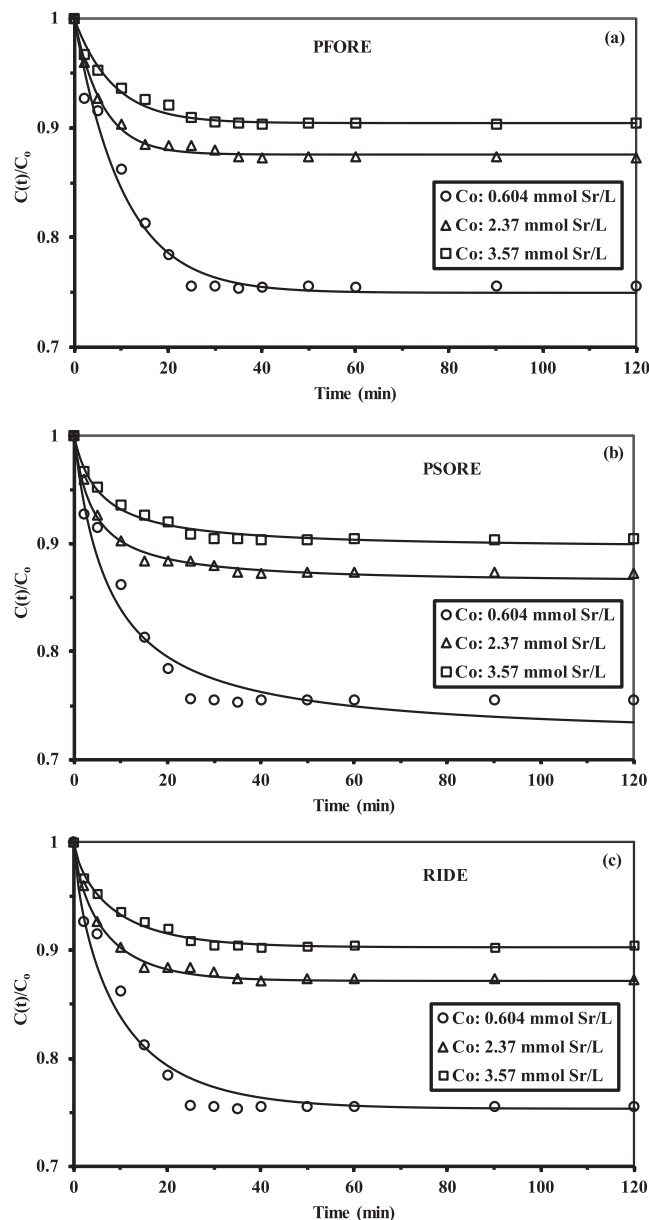 1
(a)
PFORE
0.9
C(t)/Co
Co: 0.604 mmol Sr/L
Co: 2.37 mmol Sr/L
0.8
Co: 3.57 mmol Sr/L
0.7
0 20 40 60 80 100 120
Time (min)
1
(b)
PSORE
0.9
C(t)/Co
Co: 0.604 mmol Sr/L
Co: 2.37 mmol Sr/L
0.8
Co: 3.57 mmol Sr/L
0.7
0 20 40 60 80 100 120
Time (min)
1
(c)
RIDE
0.9
C(t)/Co
Co: 0.604 mmol Sr/L
Co: 2.37 mmol Sr/L
0.8
Co: 3.57 mmol Sr/L
0.7
0 20 40 60 80 100 120
Time (min)